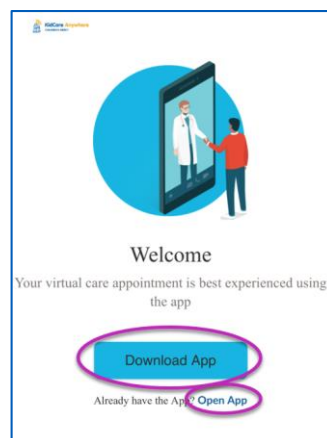 KidCare Anywhere
Welcome
Your virtual care appointment is best experienced using
the app
Download App
Already have the App? Open App